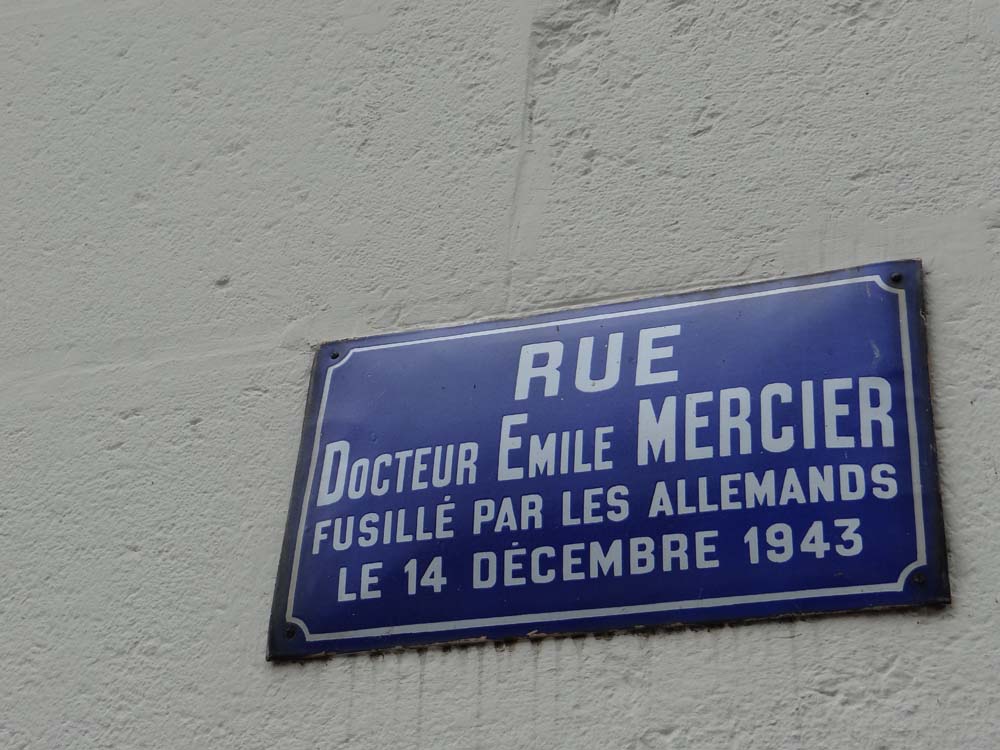 RUE
DOCTEUR EMILE MERCIER
FUSILLÉ PAR LES ALLEMANDS
LE 14 DÉCEMBRE 1943